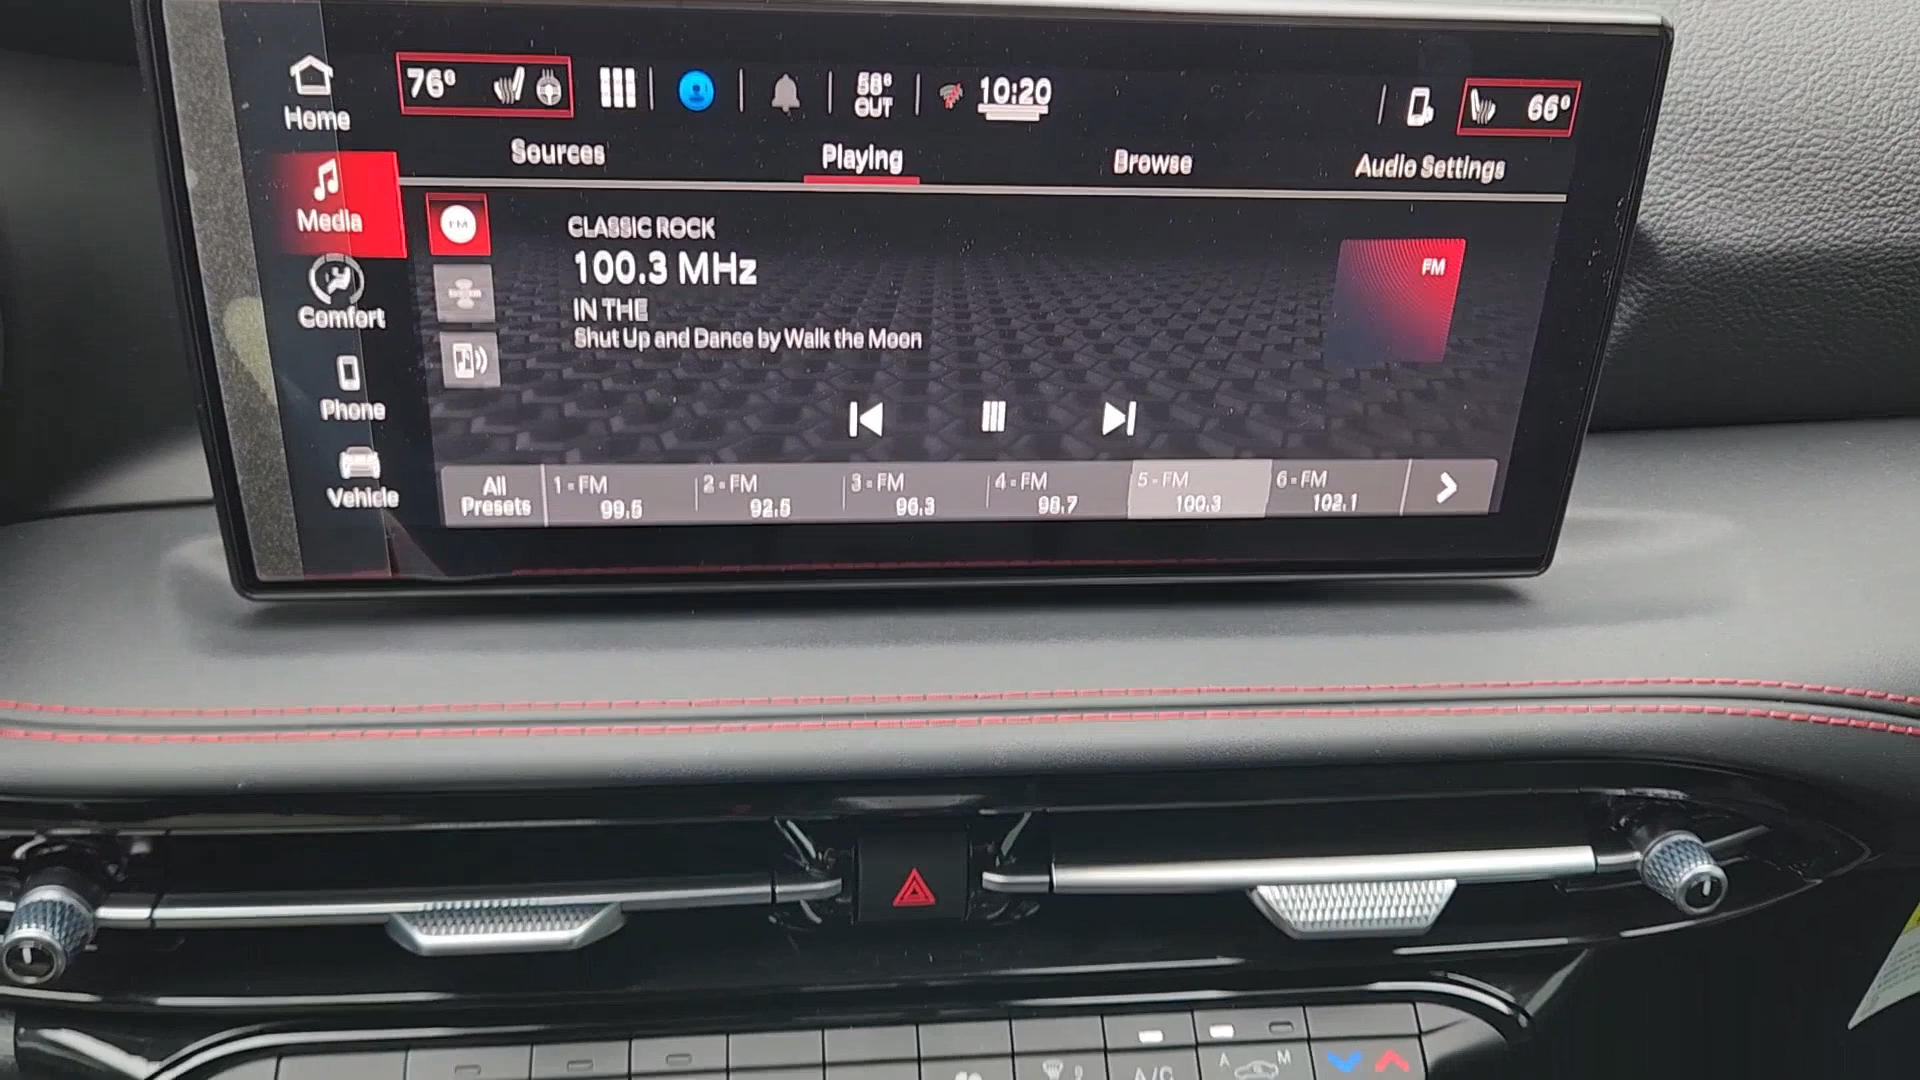 Home
76°
58°
OUT
10:20
66°
Sources
Playing
Browse
Audio Settings
Media
FM
CLASSIC ROCK
100.3 MHz
FM
IN THE
Shut Up and Dance by Walk the Moon
Comfort
Phone
Vehicle
All Presets
1 - FM
99.5
2 - FM
92.5
3 - FM
96.3
4 - FM
98.7
5 - FM
100.3
6 - FM
102.1
A/C
A
M